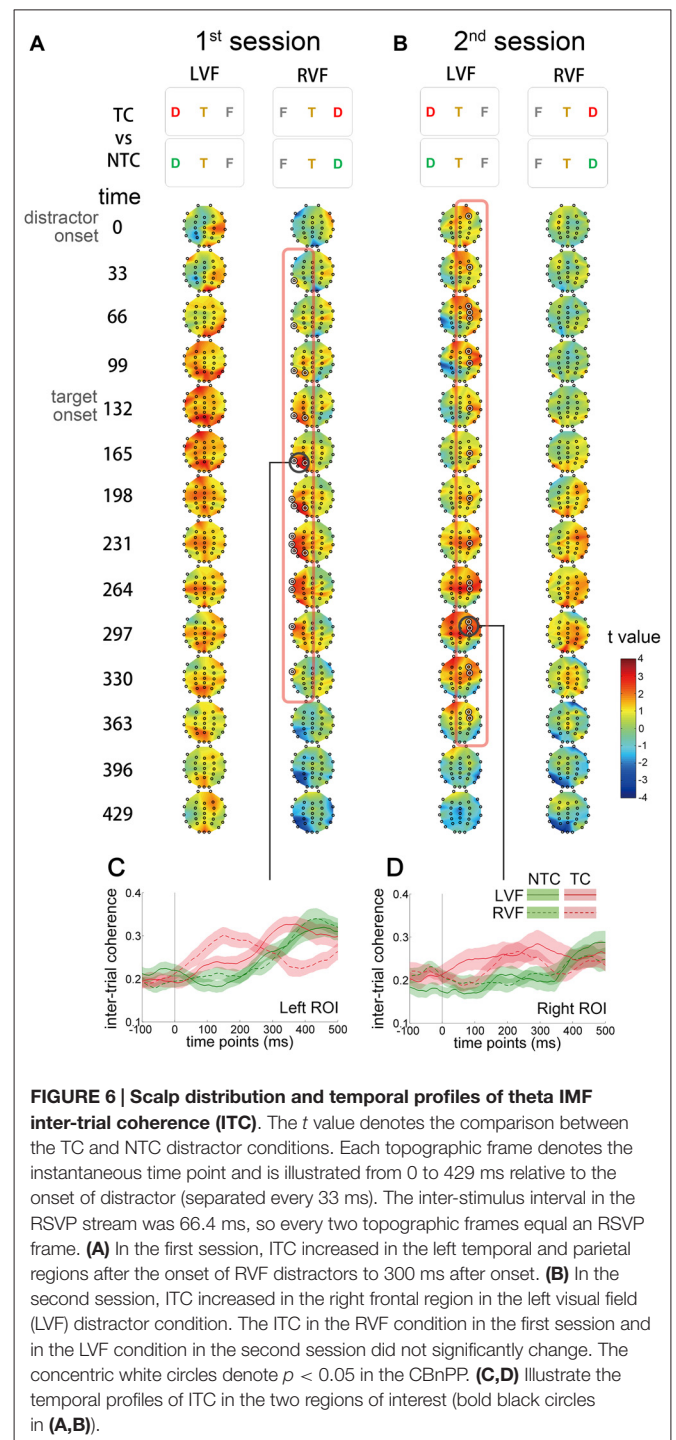 A
1st session
B
2nd session
LVF
RVF
LVF
RVF
TC
vs
NTC
D T F
F T D
D T F
F T D
D T F
F T D
D T F
F T D
time
distractor onset
0
33
66
99
target onset
132
165
198
231
264
297
330
363
396
429
t value
4
3
2
1
0
-1
-2
-3
-4
C
inter-trial coherence
0.4
0.3
0.2
0.1
-100 0 100 200 300 400 500
time points (ms)
Left ROI
D
NTC TC
LVF
RVF
inter-trial coherence
0.4
0.3
0.2
0.1
-100 0 100 200 300 400 500
time points (ms)
Right ROI
FIGURE 6 | Scalp distribution and temporal profiles of theta IMF
inter-trial coherence (ITC). The t value denotes the comparison between
the TC and NTC distractor conditions. Each topographic frame denotes the
instantaneous time point and is illustrated from 0 to 429 ms relative to the
onset of distractor (separated every 33 ms). The inter-stimulus interval in the
RSVP stream was 66.4 ms, so every two topographic frames equal an RSVP
frame. (A) In the first session, ITC increased in the left temporal and parietal
regions after the onset of RVF distractors to 300 ms after onset. (B) In the
second session, ITC increased in the right frontal region in the left visual field
(LVF) distractor condition. The ITC in the RVF condition in the first session and
in the LVF condition in the second session did not significantly change. The
concentric white circles denote p < 0.05 in the CBnPP. (C,D) Illustrate the
temporal profiles of ITC in the two regions of interest (bold black circles
in (A,B)).